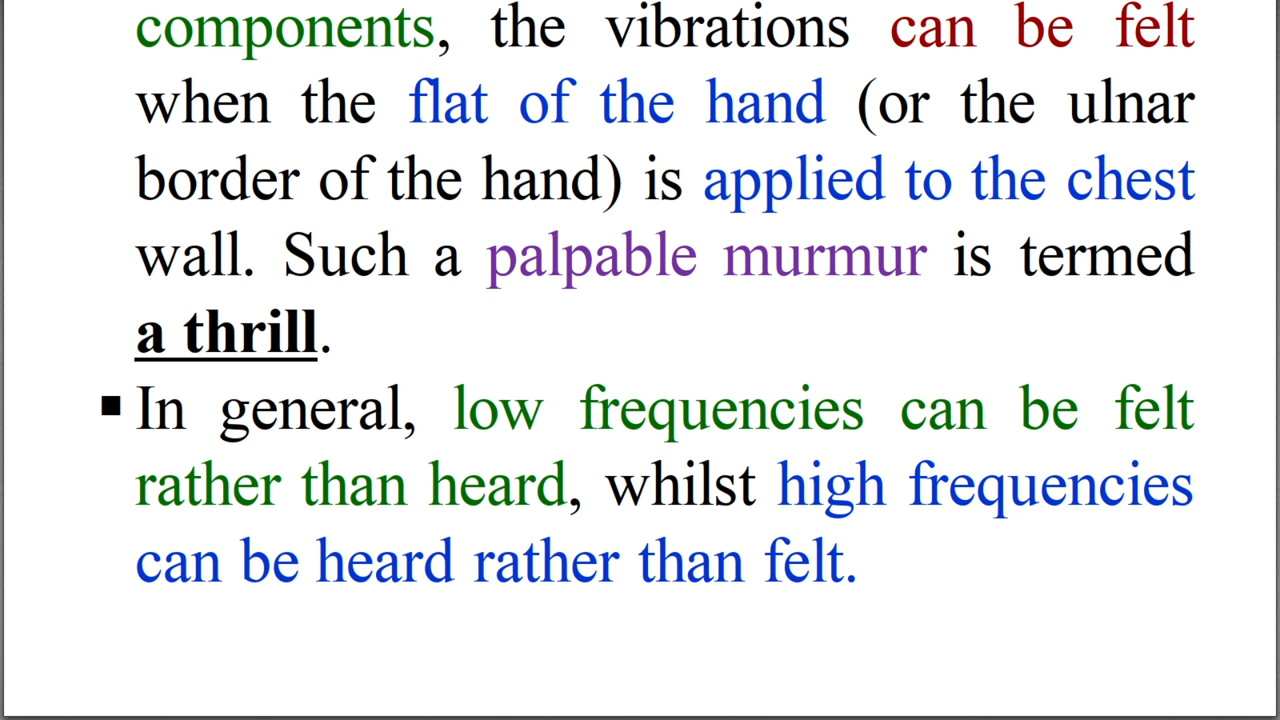 components, the vibrations can be felt
when the flat of the hand (or the ulnar
border of the hand) is applied to the chest
wall. Such a palpable murmur is termed
a thrill.
▪ In general, low frequencies can be felt
rather than heard, whilst high frequencies
can be heard rather than felt.